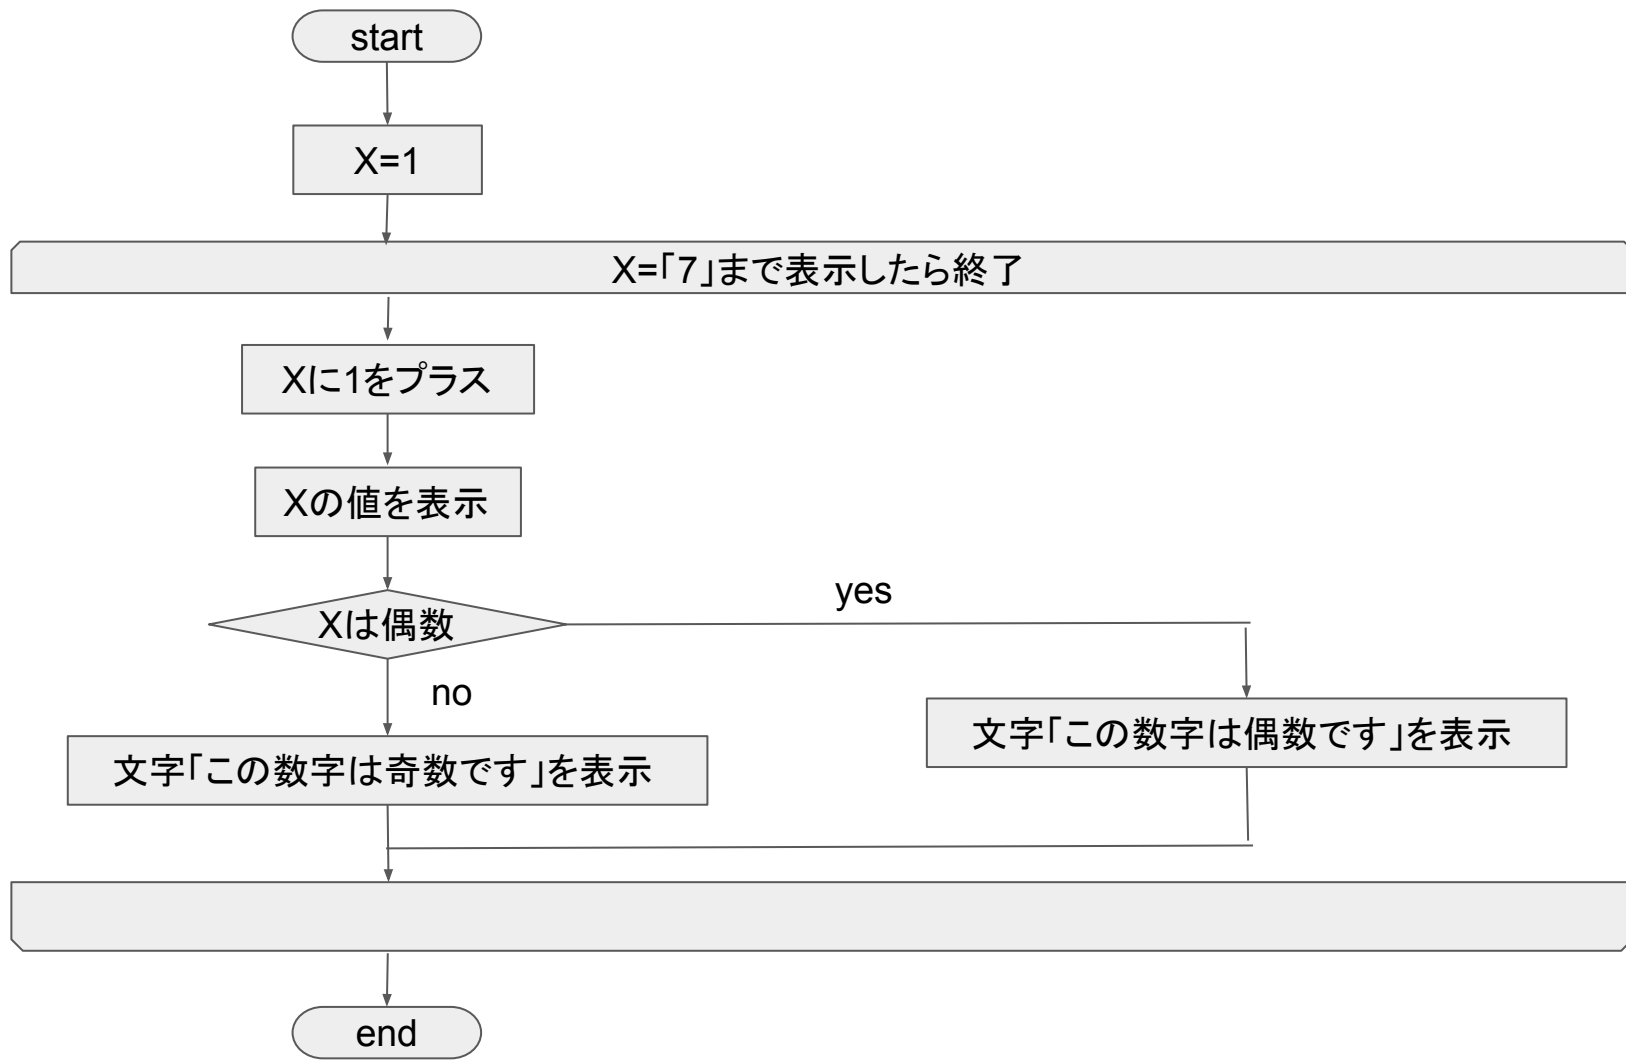 start
X=1
X=「7」まで表示したら終了
Xに1をプラス
Xの値を表示
yes
Xは偶数
no
文字「この数字は偶数です」を表示
文字「この数字は奇数です」を表示
end